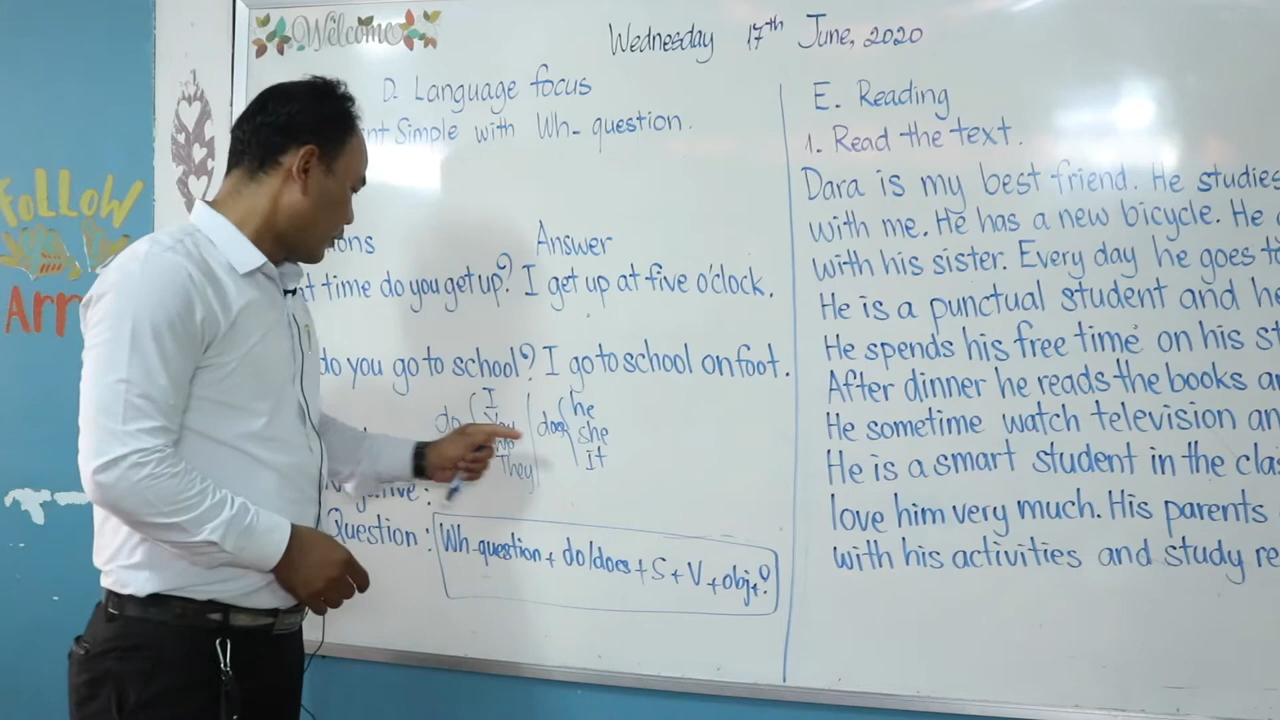 Welcome
Wednesday 17th June, 2020
FOLLOW
D. Language focus
Simple with Wh- question.
Answer
time do you get up? I get up at five o'clock.
do you go to school? I go to school on foot.
do I does he
You she
They It
Question: Wh-question + do/does + S + V + obj+?
E. Reading
1. Read the text.
Dara is my best friend. He studies
with me. He has a new bicycle. He
with his sister. Every day he goes to
He is a punctual student and he
He spends his free time on his
After dinner he reads the books
He sometime watch television
He is a smart student in the
love him very much. His parents
with his activities and study